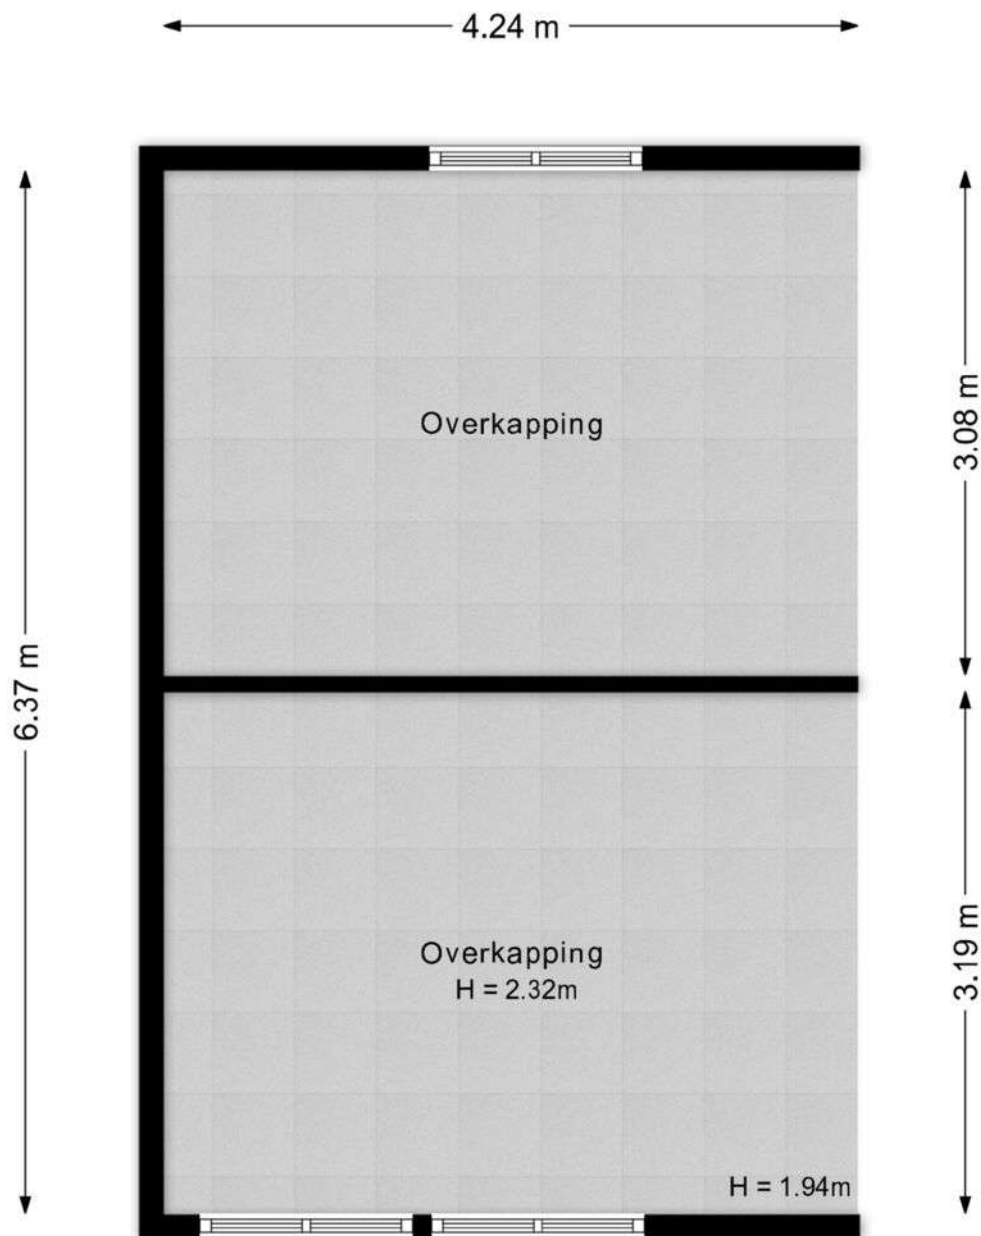 4.24 m
Overkapping
3.08 m
6.37 m
Overkapping
H = 2.32m
3.19 m
H = 1.94m